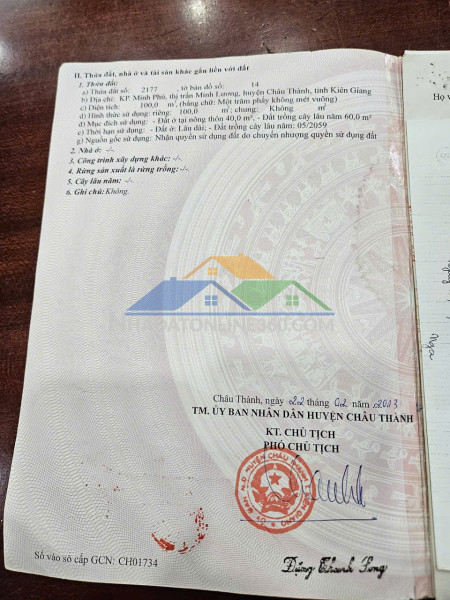 II. Thửa đất, nhà ở và tài sản khác gắn liền với đất
1. Thửa đất:
a) Thửa đất số: 2177 tờ bản đồ số: 14
b) Địa chỉ: KP. Minh Phú, thị trấn Minh Lương, huyện Châu Thành, tỉnh Kiên Giang
c) Diện tích: 100,0 m², (bằng chữ: Một trăm phẩy không mét vuông)
d) Hình thức sử dụng: riêng: 100,0 m²; chung: Không m²
đ) Mục đích sử dụng: - Đất ở tại nông thôn 40,0 m², - Đất trồng cây lâu năm 60,0 m²
e) Thời hạn sử dụng: - Đất ở: Lâu dài; - Đất trồng cây lâu năm: 05/2059
g) Nguồn gốc sử dụng: Nhận quyền sử dụng đất do chuyển nhượng quyền sử dụng đất
2. Nhà ở: -/-
3. Công trình xây dựng khác: -/-
4. Rừng sản xuất là rừng trồng: -/-
5. Cây lâu năm: -/-
6. Ghi chú: Không.
NHADATONLINE360.COM
Châu Thành, ngày 22 tháng 02 năm 2013
TM. ỦY BAN NHÂN DÂN HUYỆN CHÂU THÀNH
KT. CHỦ TỊCH
PHÓ CHỦ TỊCH
Số vào sổ cấp GCN: CH01734
Họ v
Nga